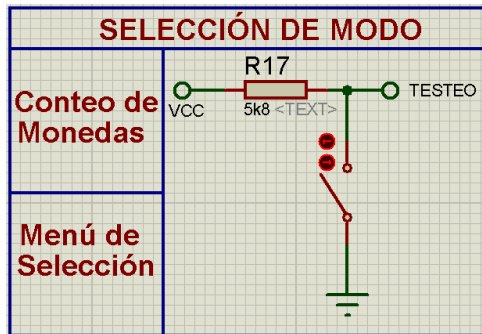 SELECCIÓN DE MODO
R17
Conteo de
Monedas
VCC
5k8 <TEXT>
TESTEO
Menú de
Selección